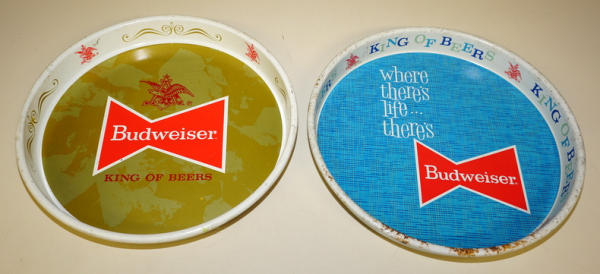 Budweiser
KING OF BEERS
KING OF BEERS
KING OF BEERS
where
there's
life...
there's
Budweiser